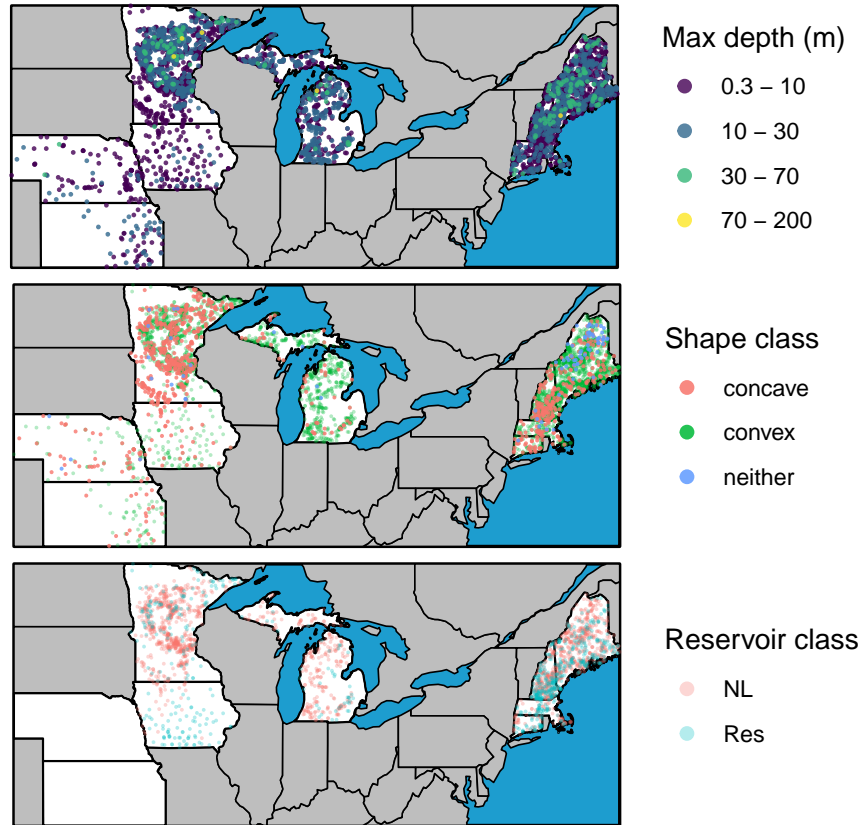 Max depth (m)
0.3 − 10
10 − 30
30 − 70
70 − 200
Shape class
concave
convex
neither
Reservoir class
NL
Res